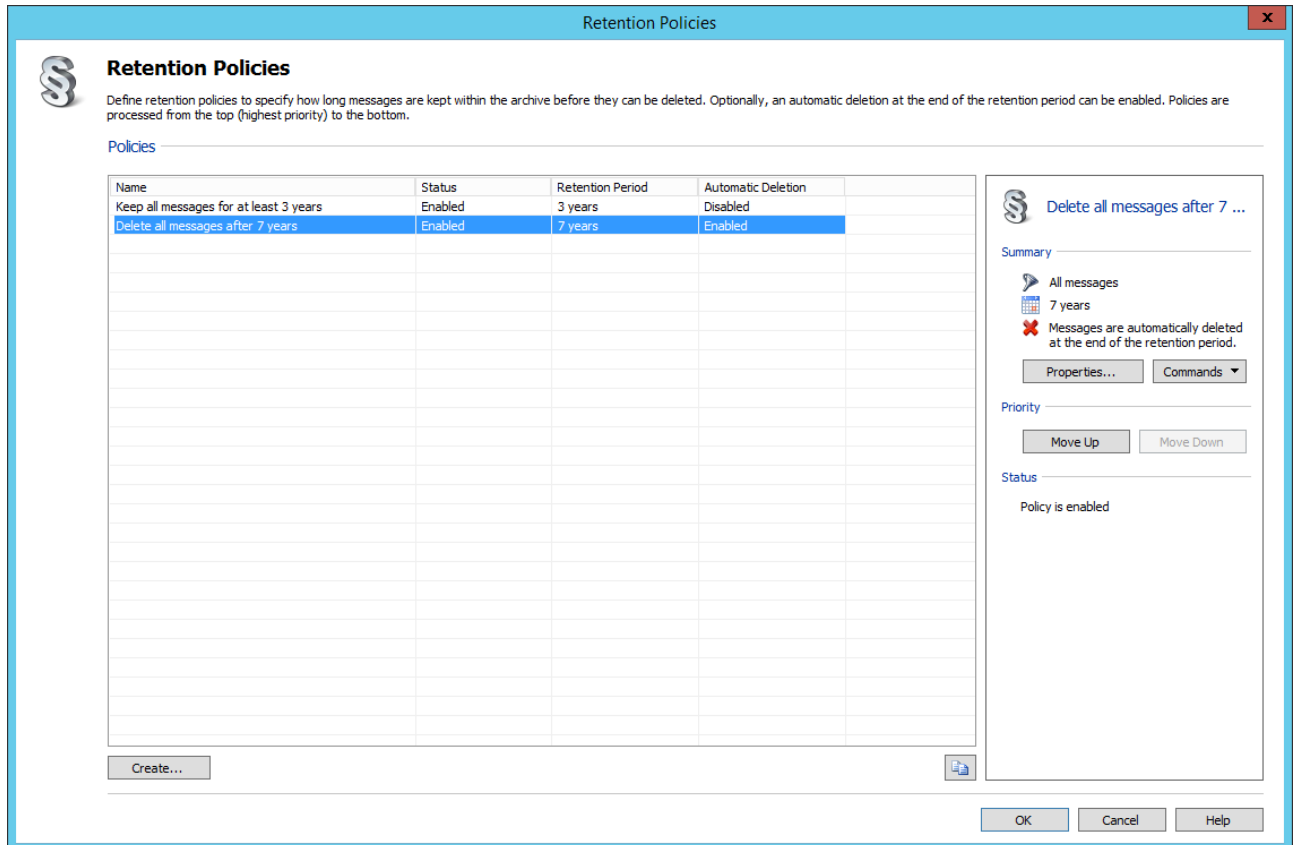 Retention Policies
x
Retention Policies
Define retention policies to specify how long messages are kept within the archive before they can be deleted. Optionally, an automatic deletion at the end of the retention period can be enabled. Policies are
processed from the top (highest priority) to the bottom.
Policies
Name Status Retention Period Automatic Deletion
Keep all messages for at least 3 years Enabled 3 years Disabled
Delete all messages after 7 years Enabled 7 years Enabled
Delete all messages after 7 ...
Summary
All messages
7 years
Messages are automatically deleted
at the end of the retention period.
Properties... Commands
Priority
Move Up Move Down
Status
Policy is enabled
Create...
OK Cancel Help